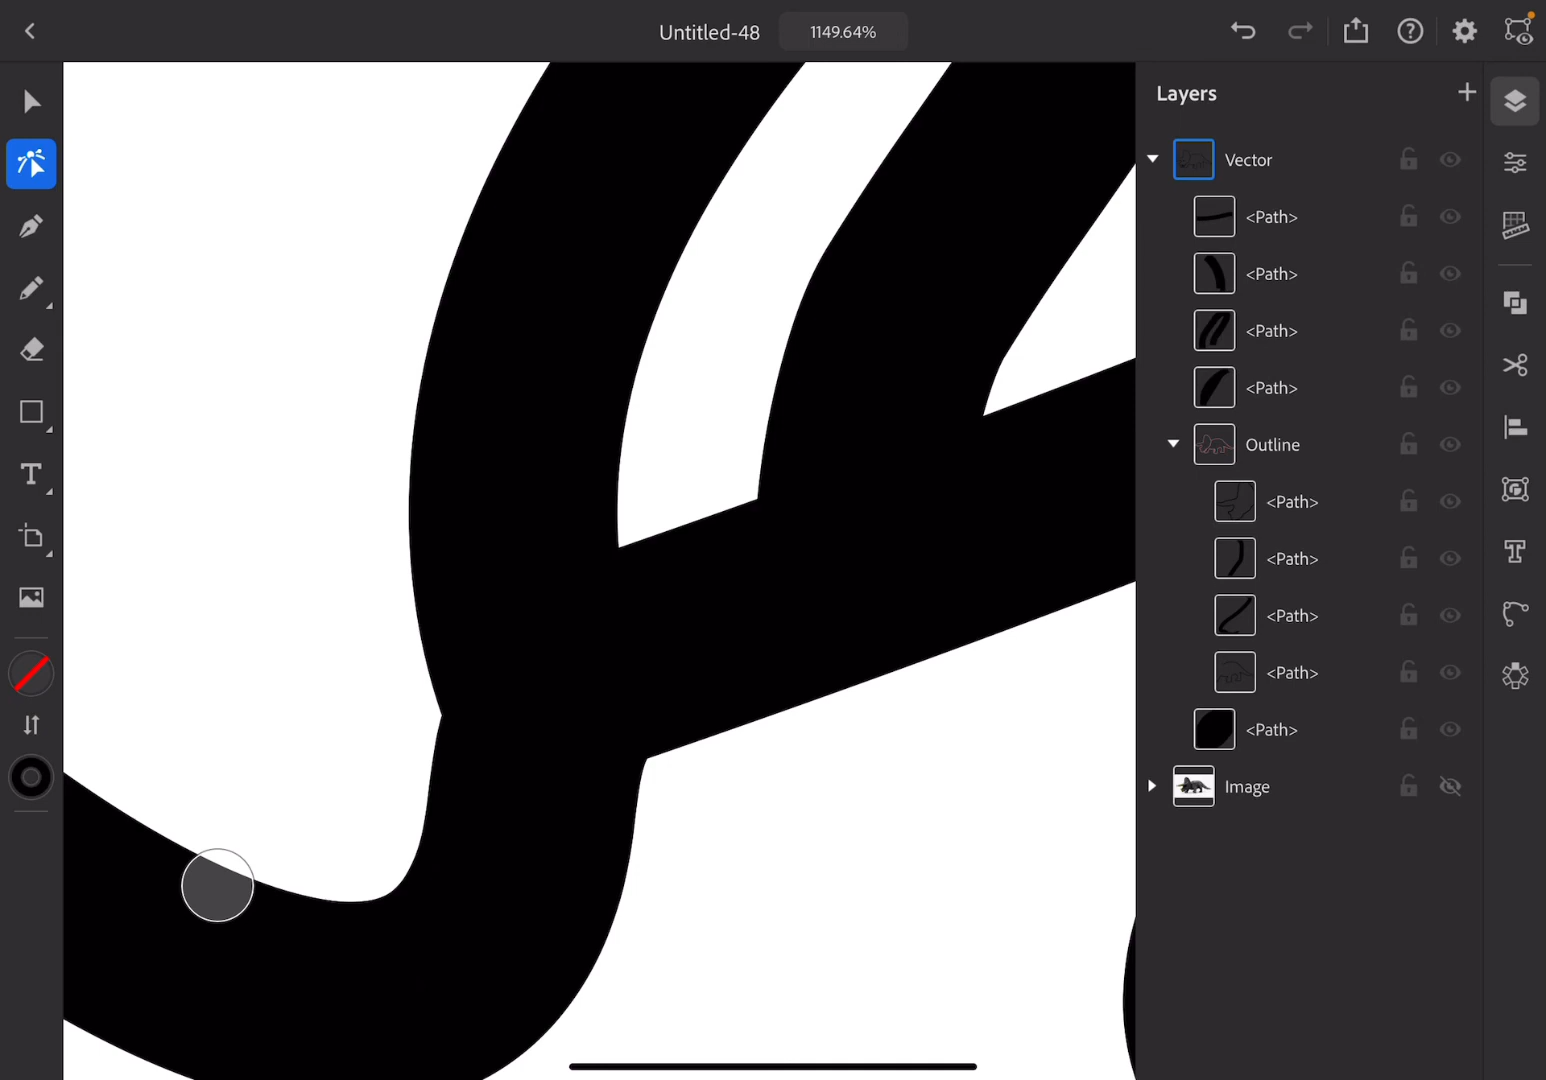 Untitled-48
1149.64%
Layers
Vector
<Path>
<Path>
<Path>
<Path>
Outline
<Path>
<Path>
<Path>
<Path>
<Path>
Image